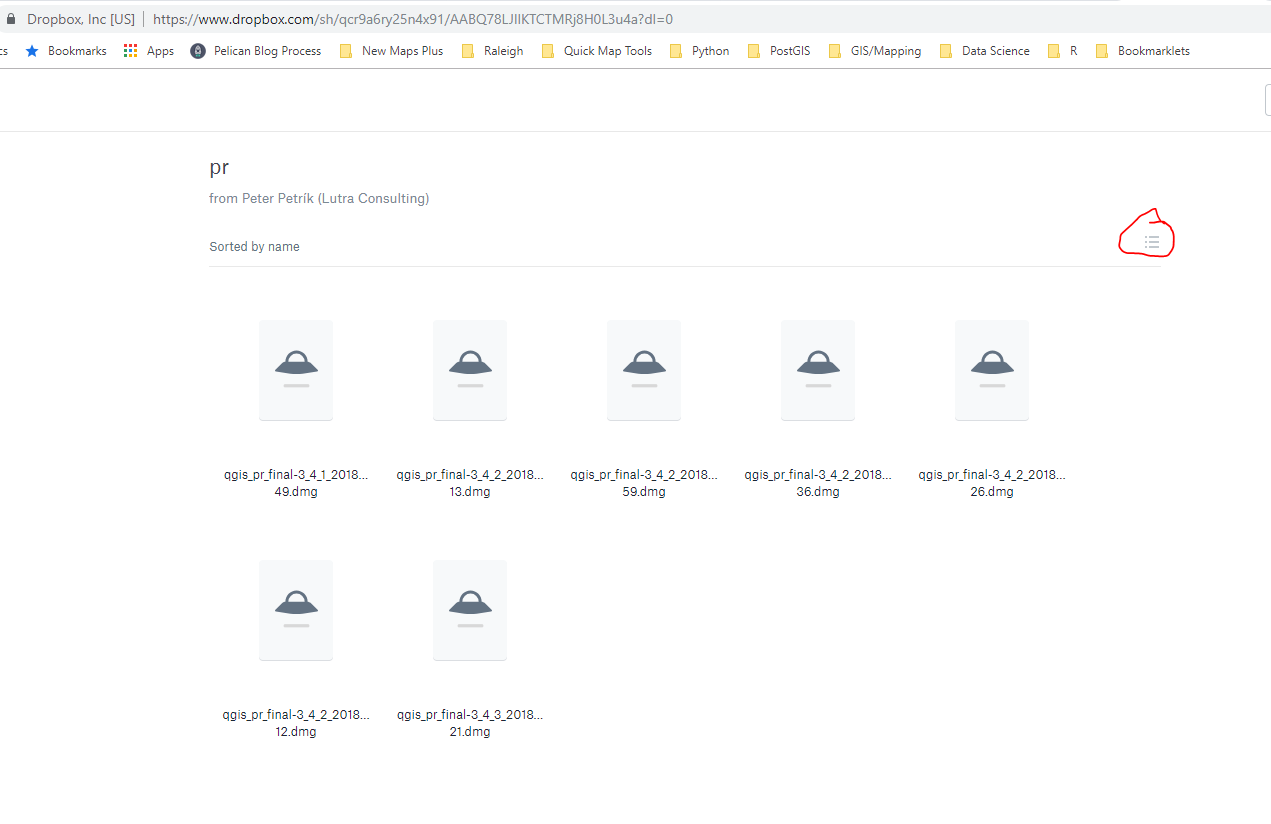 Dropbox, Inc [US] | https://www.dropbox.com/sh/qcr9a6ry25n4x91/AABQ78LJIIKTCTMRj8H0L3u4a?dl=0
cs Bookmarks Apps Pelican Blog Process New Maps Plus Raleigh Quick Map Tools Python PostGIS GIS/Mapping Data Science R Bookmarklets
pr
from Peter Petrík (Lutra Consulting)
Sorted by name
qgis_pr_final-3_4_1_2018... qgis_pr_final-3_4_2_2018... qgis_pr_final-3_4_2_2018... qgis_pr_final-3_4_2_2018... qgis_pr_final-3_4_2_2018...
49.dmg 13.dmg 59.dmg 36.dmg 26.dmg
qgis_pr_final-3_4_2_2018... qgis_pr_final-3_4_3_2018...
12.dmg 21.dmg